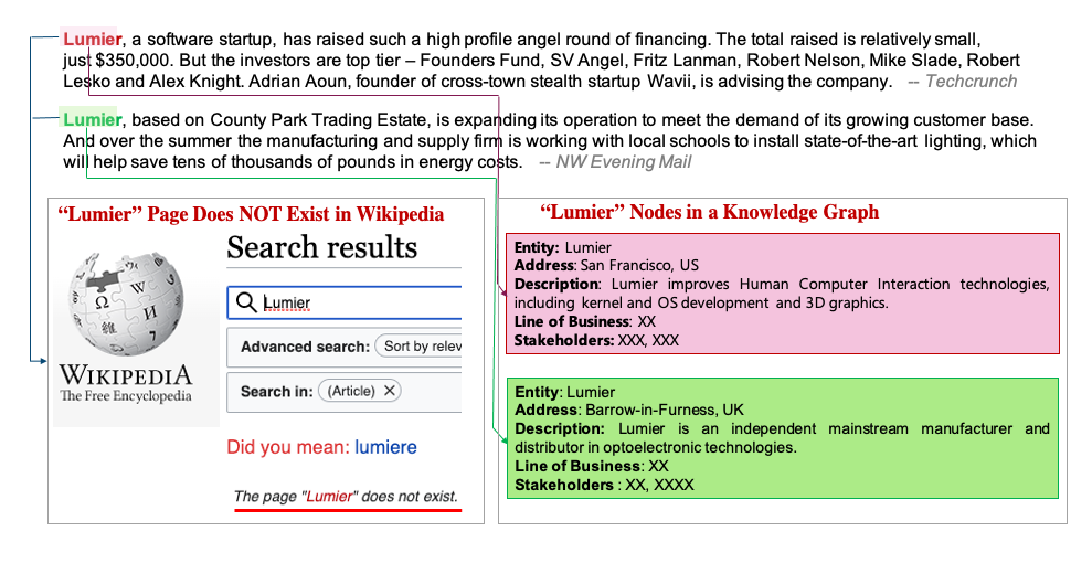 Lumier, a software startup, has raised such a high profile angel round of financing. The total raised is relatively small,
just $350,000. But the investors are top tier – Founders Fund, SV Angel, Fritz Lanman, Robert Nelson, Mike Slade, Robert
Lesko and Alex Knight. Adrian Aoun, founder of cross-town stealth startup Wavii, is advising the company. -- Techcrunch
Lumier, based on County Park Trading Estate, is expanding its operation to meet the demand of its growing customer base.
And over the summer the manufacturing and supply firm is working with local schools to install state-of-the-art lighting, which
will help save tens of thousands of pounds in energy costs. -- NW Evening Mail
“Lumier” Page Does NOT Exist in Wikipedia
Search results
Lumier
Advanced search: Sort by relev
Search in: (Article) ✕
Did you mean: lumiere
The page "Lumier" does not exist.
Ω W И
維
7
WIKIPEDIA
The Free Encyclopedia
“Lumier” Nodes in a Knowledge Graph
Entity: Lumier
Address: San Francisco, US
Description: Lumier improves Human Computer Interaction technologies,
including kernel and OS development and 3D graphics.
Line of Business: XX
Stakeholders: XXX, XXX
Entity: Lumier
Address: Barrow-in-Furness, UK
Description: Lumier is an independent mainstream manufacturer and
distributor in optoelectronic technologies.
Line of Business: XX
Stakeholders : XX, XXXX